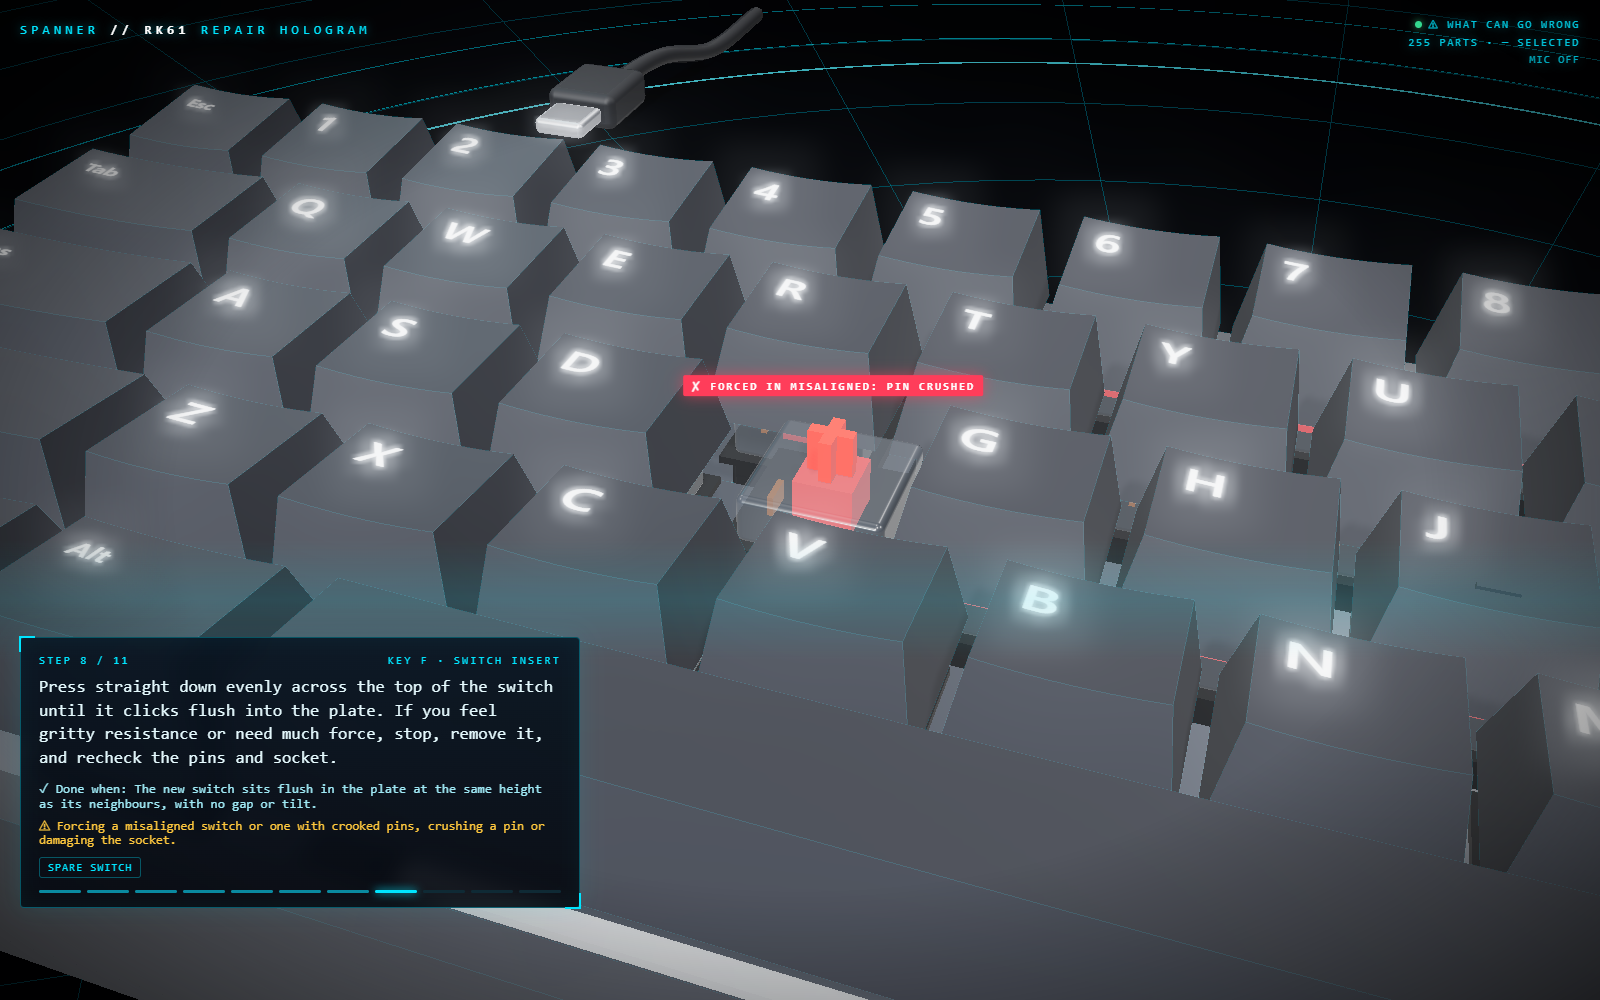 SPANNER // RK61 REPAIR HOLOGRAM
⚠ WHAT CAN GO WRONG
255 PARTS · — SELECTED
MIC OFF
Esc 1 2 3 4 5 6 7 8
Tab Q W E R T Y U
A S D G H J
Z X C V B N
Alt
✗ FORCED IN MISALIGNED: PIN CRUSHED
STEP 8 / 11
KEY F · SWITCH INSERT
Press straight down evenly across the top of the switch
until it clicks flush into the plate. If you feel
gritty resistance or need much force, stop, remove it,
and recheck the pins and socket.
✓ Done when: The new switch sits flush in the plate at the same height
as its neighbours, with no gap or tilt.
⚠ Forcing a misaligned switch or one with crooked pins, crushing a pin or
damaging the socket.
SPARE SWITCH